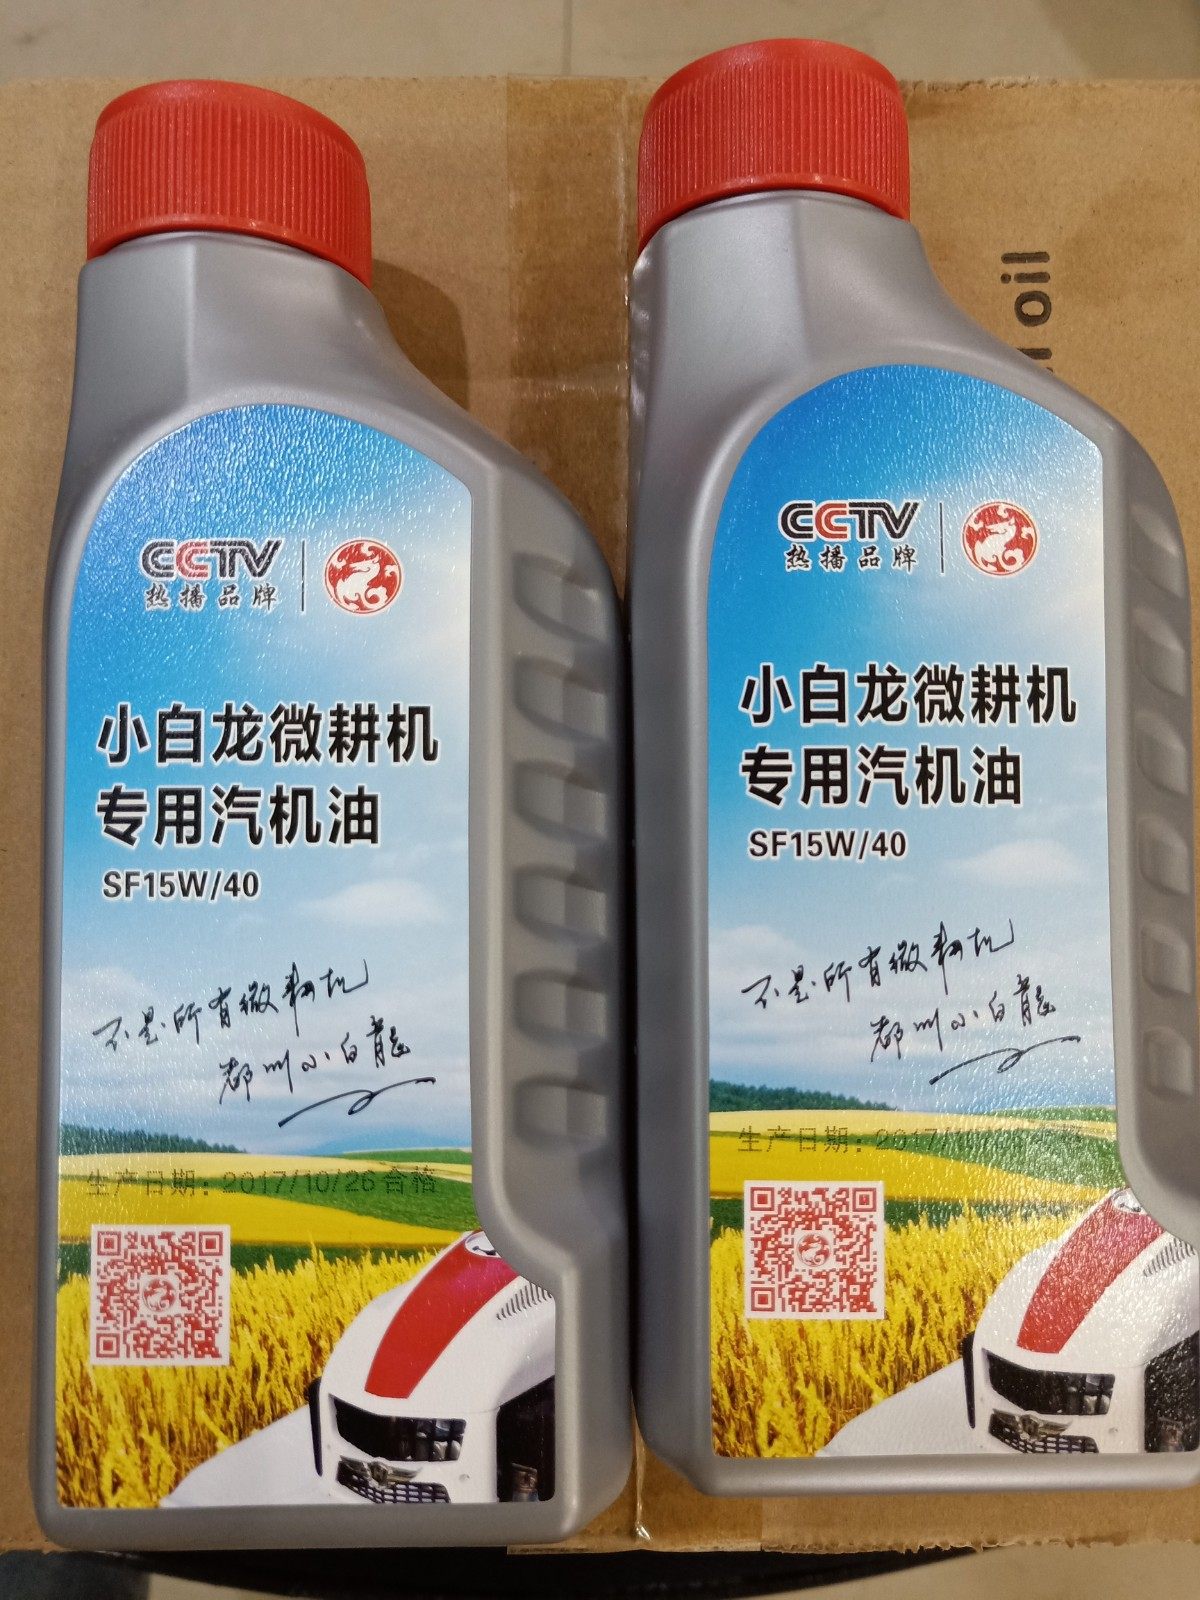 CCTV
热播品牌
小白龙微耕机
专用汽机油
SF15W/40
不是所有微耕机
都叫小白龍
生产日期：2017/10/26合格
CCTV
热播品牌
小白龙微耕机
专用汽机油
SF15W/40
不是所有微耕机
都叫小白龍
生产日期：2017/
oil